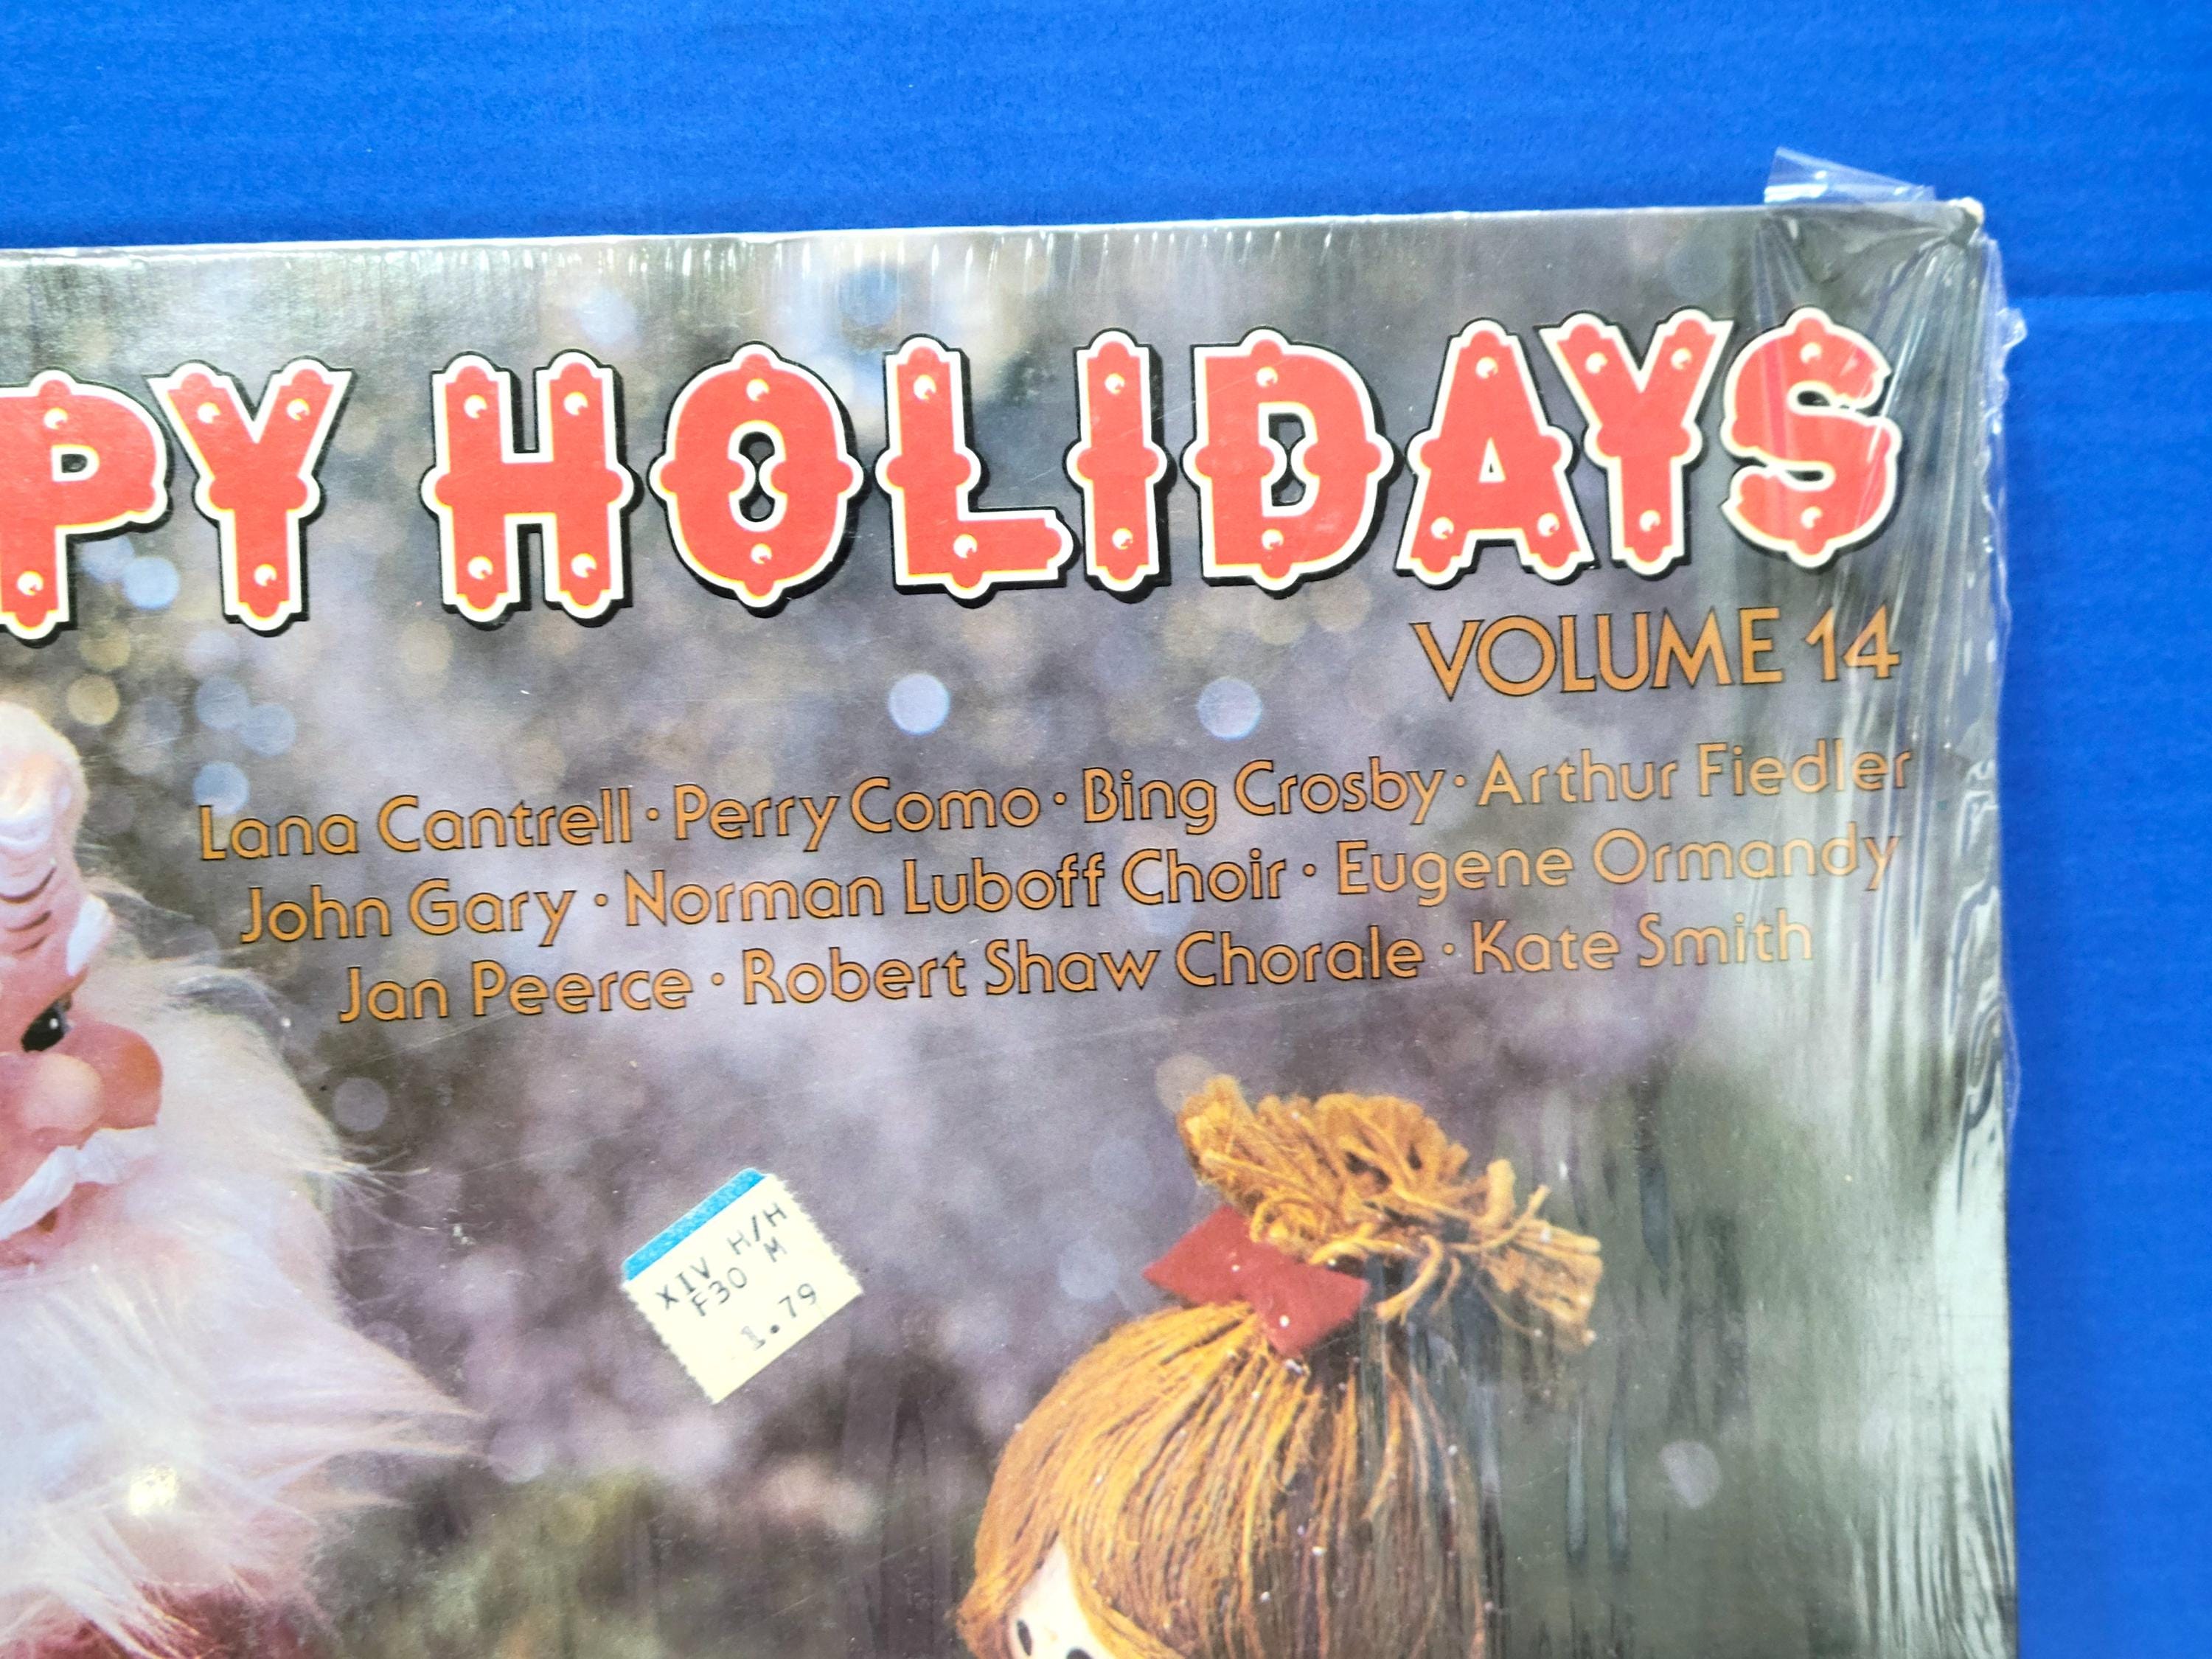 PPY HOLIDAYS
VOLUME 14
Lana Cantrell · Perry Como · Bing Crosby · Arthur Fiedler
John Gary · Norman Luboff Choir · Eugene Ormandy
Jan Peerce · Robert Shaw Chorale · Kate Smith
XIV H/H
F30 M
1.79